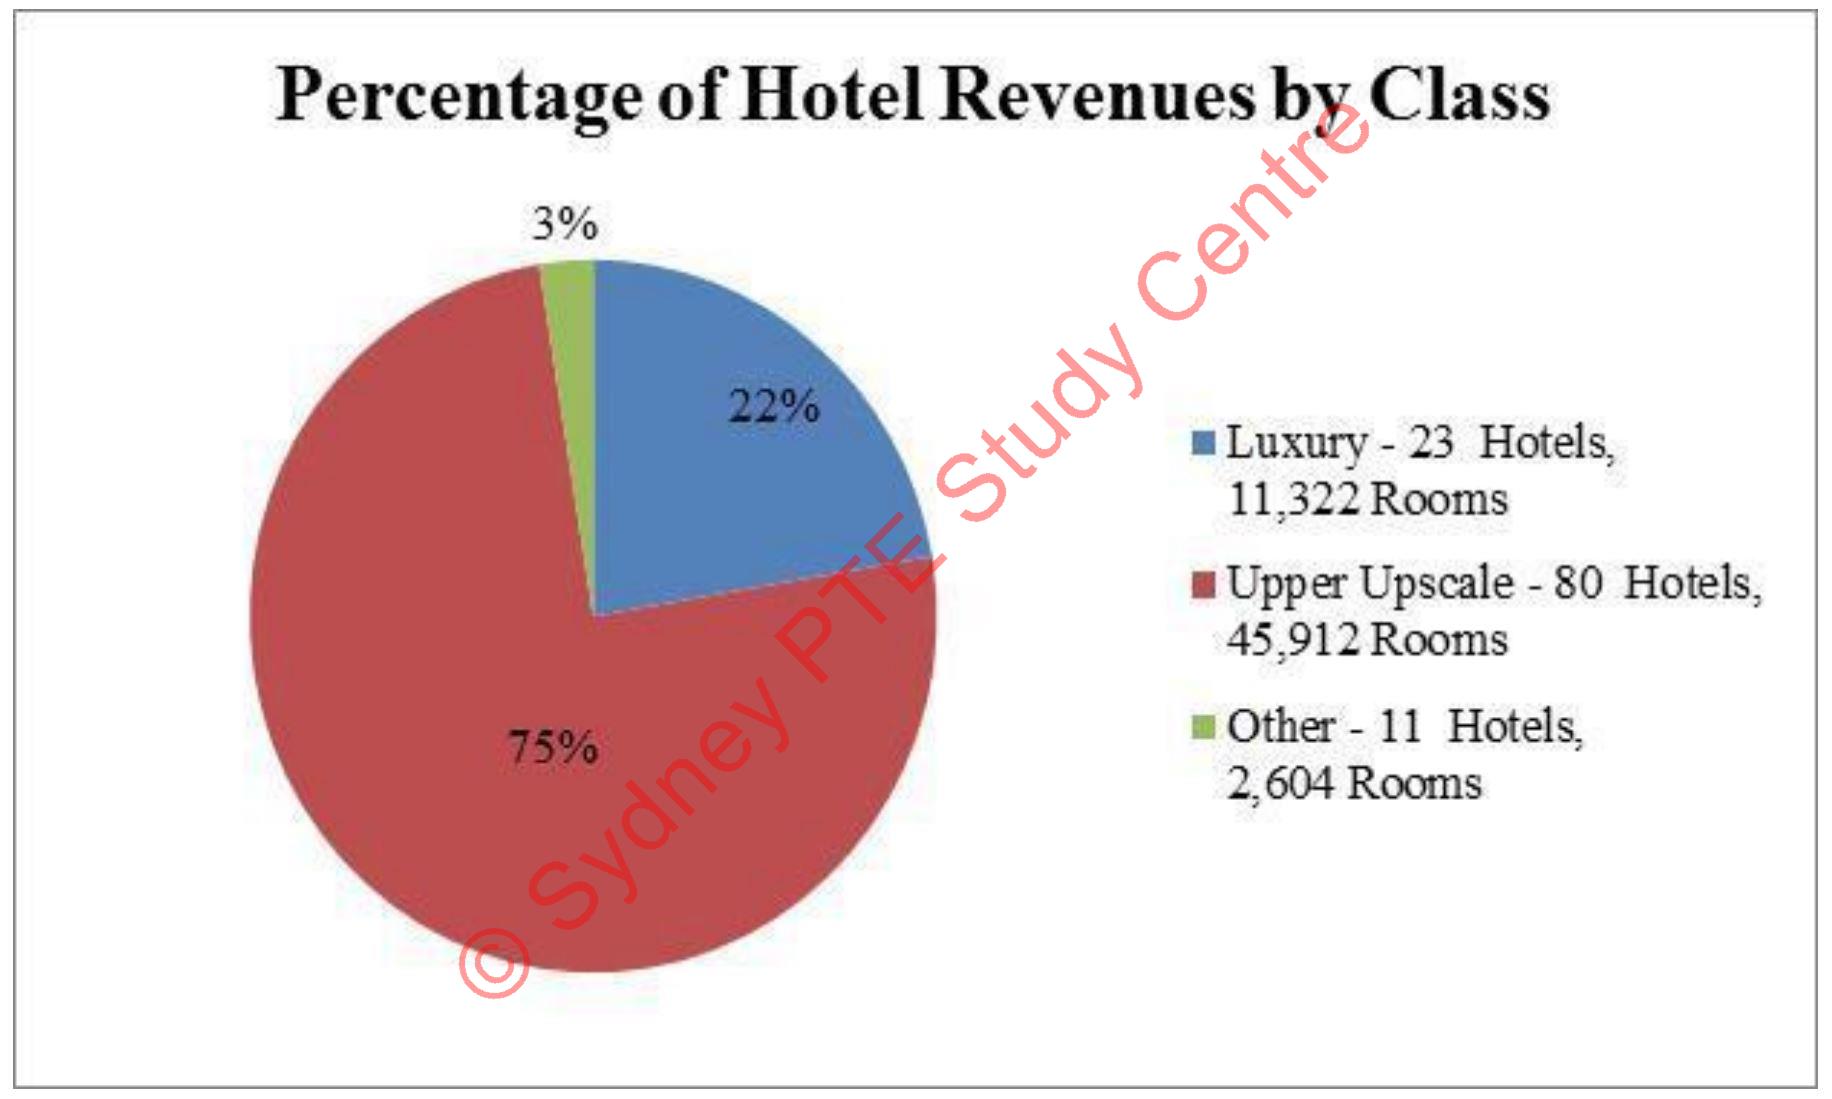 Percentage of Hotel Revenues by Class
3%
22%
75%
Luxury - 23 Hotels,
11,322 Rooms
Upper Upscale - 80 Hotels,
45,912 Rooms
Other - 11 Hotels,
2,604 Rooms
© Sydney PTE Study Centre